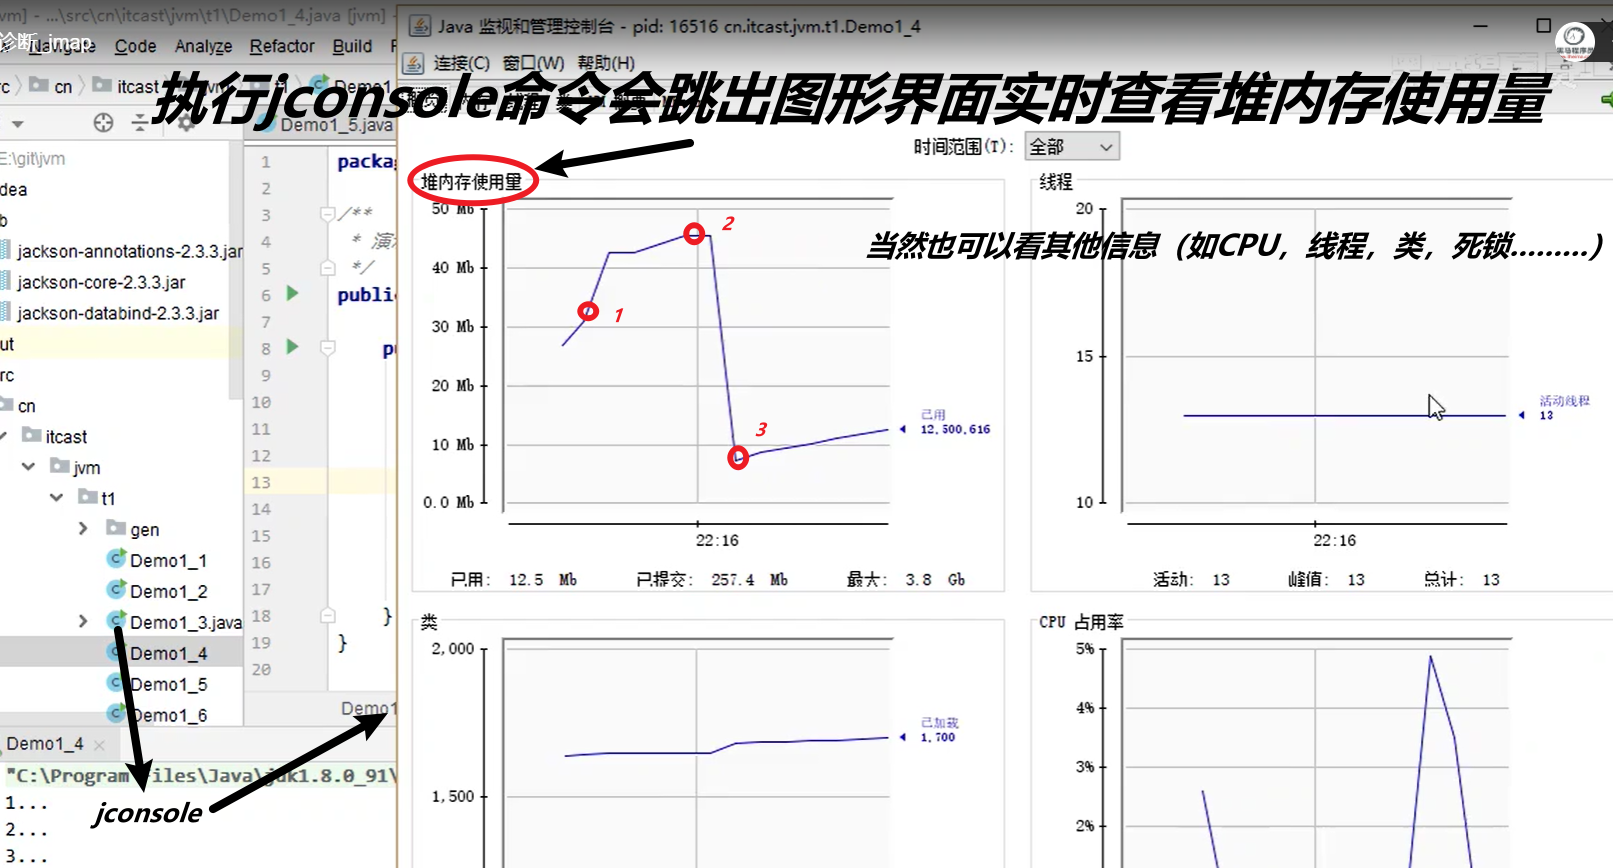 vm] - ...\src\cn\itcast\jvm\t1\Demo1_4.java [jvm] -
诊断_jmap
Navigate Code Analyze Refactor Build
Java 监视和管理控制台 - pid: 16516 cn.itcast.jvm.t1.Demo1_4
连接(C) 窗口(W) 帮助(H)
cn itcast
执行jconsole命令会跳出图形界面实时查看堆内存使用量
Demo1_5.java
时间范围(T): 全部
E:\git\jvm
dea
b
jackson-annotations-2.3.3.jar
jackson-core-2.3.3.jar
jackson-databind-2.3.3.jar
ut
rc
cn
itcast
jvm
t1
gen
Demo1_1
Demo1_2
Demo1_3.java
Demo1_4
Demo1_5
Demo1_6
1 packa
2
3 /**
4 * 演
5 */
6 publi
7
8 p
9
10
11
12
13
14
15
16
17
18 }
19 }
20
Demo1
堆内存使用量
50 Mb
40 Mb
30 Mb
20 Mb
10 Mb
0.0 Mb
1
2
3
已用
12,500,616
22:16
已用: 12.5 Mb 已提交: 257.4 Mb 最大: 3.8 Gb
线程
20
当然也可以看其他信息（如CPU，线程，类，死锁.........）
15
10
活动线程
13
22:16
活动: 13 峰值: 13 总计: 13
类
2,000
1,500
已加载
1,700
CPU 占用率
5%
4%
3%
2%
Demo1_4
"C:\Program Files\Java\jdk1.8.0_91\
1...
2...
3...
jconsole